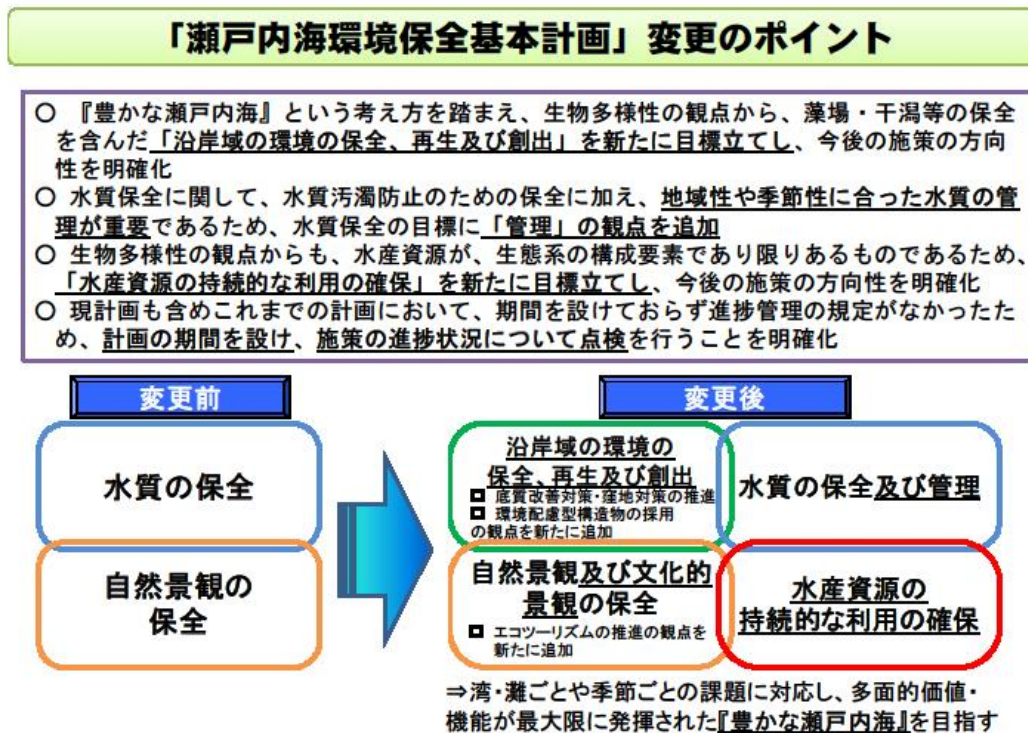 「瀬戸内海環境保全基本計画」変更のポイント
○ 『豊かな瀬戸内海』という考え方を踏まえ、生物多様性の観点から、藻場・干潟等の保全
を含んだ「沿岸域の環境の保全、再生及び創出」を新たに目標立てし、今後の施策の方向
性を明確化
○ 水質保全に関して、水質汚濁防止のための保全に加え、地域性や季節性に合った水質の管
理が重要であるため、水質保全の目標に「管理」の観点を追加
○ 生物多様性の観点からも、水産資源が、生態系の構成要素であり限りあるものであるため、
「水産資源の持続的な利用の確保」を新たに目標立てし、今後の施策の方向性を明確化
○ 現計画も含めこれまでの計画において、期間を設けておらず進捗管理の規定がなかったた
め、計画の期間を設け、施策の進捗状況について点検を行うことを明確化
変更前
水質の保全
自然景観の
保全
変更後
沿岸域の環境の
保全、再生及び創出
◘ 底質改善対策・窪地対策の推進
◘ 環境配慮型構造物の採用
の観点を新たに追加
水質の保全及び管理
自然景観及び文化的
景観の保全
◘ エコツーリズムの推進の観点を
新たに追加
水産資源の
持続的な利用の確保
⇒湾・灘ごとや季節ごとの課題に対応し、多面的価値・
機能が最大限に発揮された『豊かな瀬戸内海』を目指す